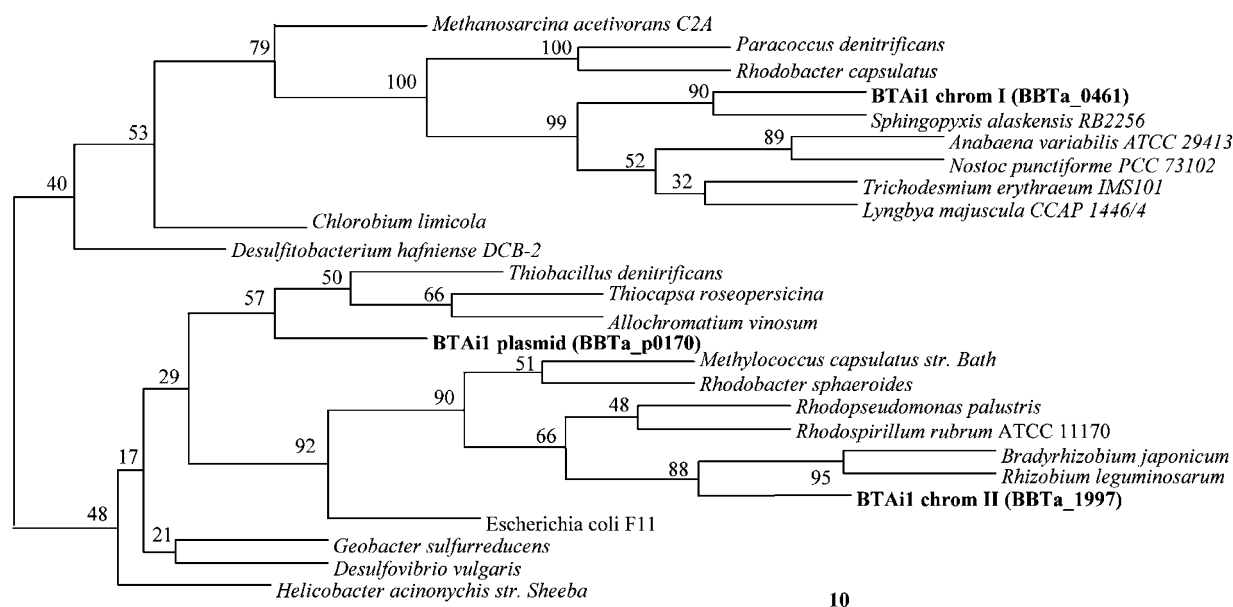 Methanosarcina acetivorans C2A
79
Paracoccus denitrificans
100
Rhodobacter capsulatus
100
BTAi1 chrom I (BBTa_0461)
90
Sphingopyxis alaskensis RB2256
99
Anabaena variabilis ATCC 29413
89
53
Nostoc punctiforme PCC 73102
52
Trichodesmium erythraeum IMS101
32
40
Lyngbya majuscula CCAP 1446/4
Chlorobium limicola
Desulfitobacterium hafniense DCB-2
Thiobacillus denitrificans
50
Thiocapsa roseopersicina
66
57
Allochromatium vinosum
BTAi1 plasmid (BBTa_p0170)
Methylococcus capsulatus str. Bath
51
29
Rhodobacter sphaeroides
90
Rhodopseudomonas palustris
48
Rhodospirillum rubrum ATCC 11170
66
92
Bradyrhizobium japonicum
17
88
95
Rhizobium leguminosarum
BTAi1 chrom II (BBTa_1997)
48
Escherichia coli F11
21
Geobacter sulfurreducens
Desulfovibrio vulgaris
Helicobacter acinonychis str. Sheeba
10